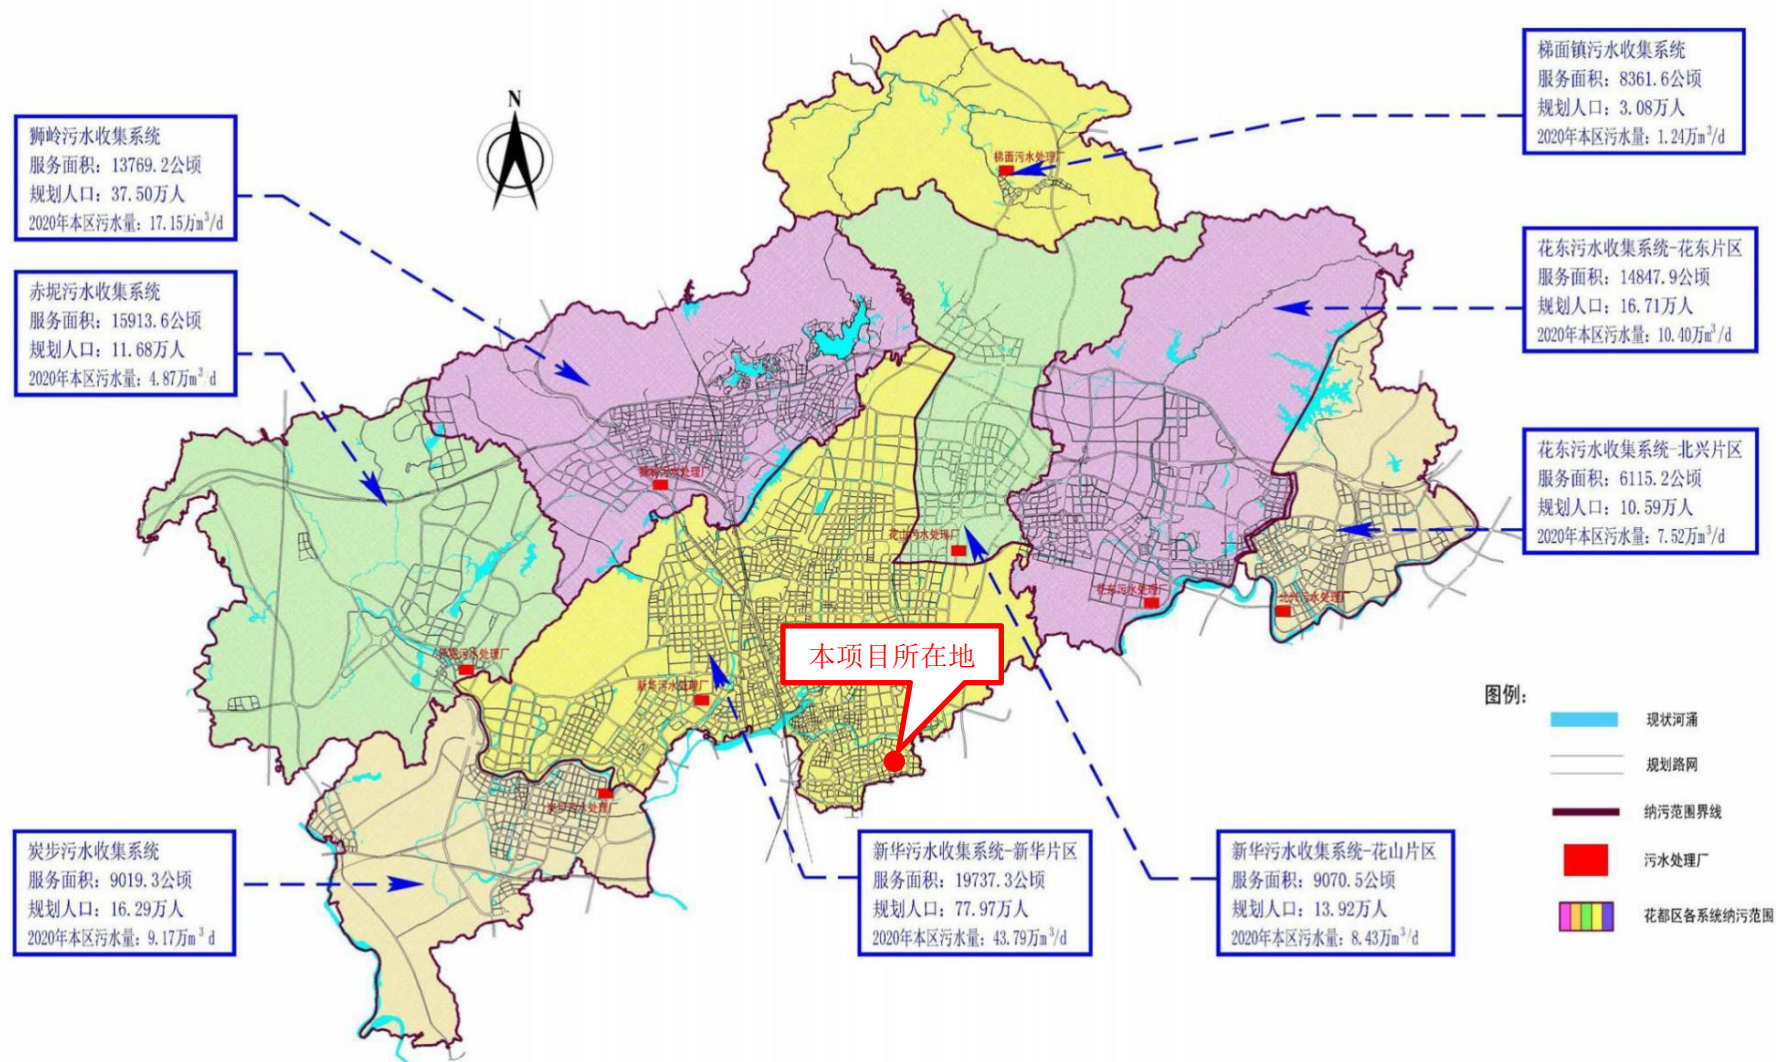 N
狮岭污水收集系统
服务面积：13769.2公顷
规划人口：37.50万人
2020年本区污水量：17.15万m³/d
赤坭污水收集系统
服务面积：15913.6公顷
规划人口：11.68万人
2020年本区污水量：4.87万m³/d
梯面镇污水收集系统
服务面积：8361.6公顷
规划人口：3.08万人
2020年本区污水量：1.24万m³/d
花东污水收集系统-花东片区
服务面积：14847.9公顷
规划人口：16.71万人
2020年本区污水量：10.40万m³/d
花东污水收集系统-北兴片区
服务面积：6115.2公顷
规划人口：10.59万人
2020年本区污水量：7.52万m³/d
梯面污水处理厂
狮岭污水处理厂
花山污水处理厂
花东污水处理厂
北兴污水处理厂
本项目所在地
赤坭污水处理厂
新华污水处理厂
炭步污水处理厂
炭步污水收集系统
服务面积：9019.3公顷
规划人口：16.29万人
2020年本区污水量：9.17万m³ d
新华污水收集系统-新华片区
服务面积：19737.3公顷
规划人口：77.97万人
2020年本区污水量：43.79万m³/d
新华污水收集系统-花山片区
服务面积：9070.5公顷
规划人口：13.92万人
2020年本区污水量：8.43万m³/d
图例：
现状河涌
规划路网
纳污范围界线
污水处理厂
花都区各系统纳污范围